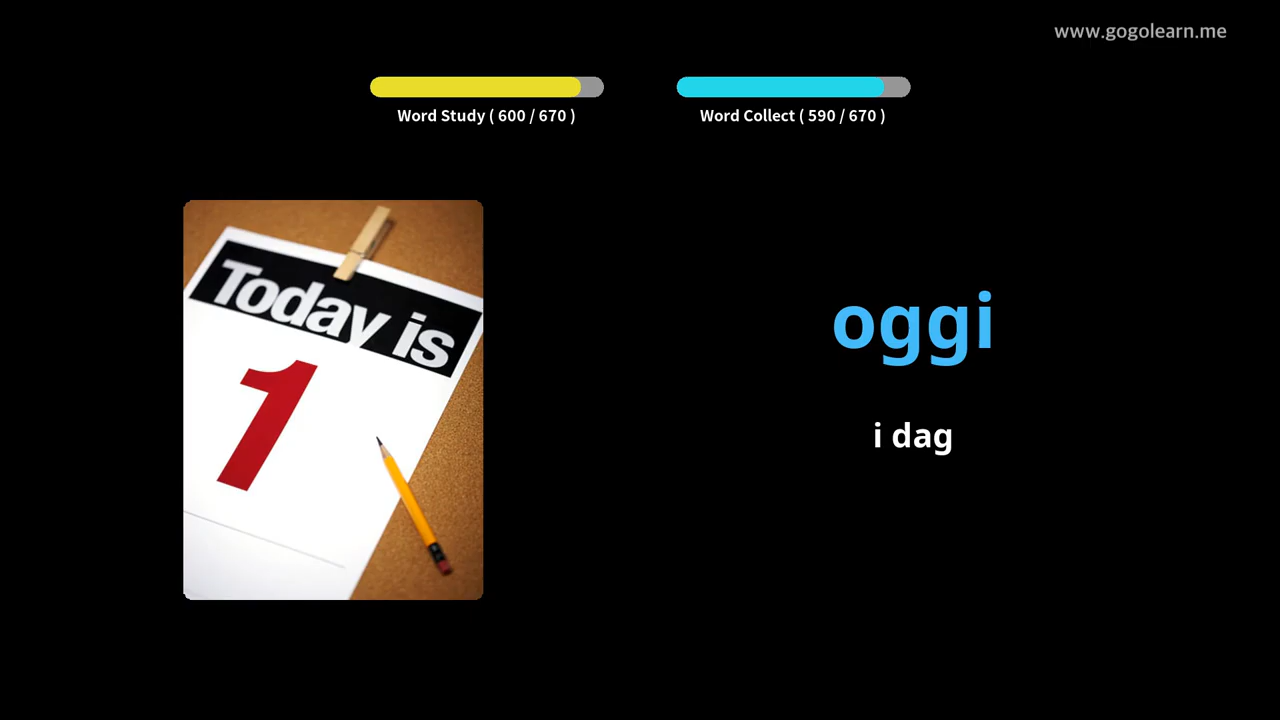 www.gogolearn.me
Word Study ( 600 / 670 )
Word Collect ( 590 / 670 )
Today is
1
oggi
i dag